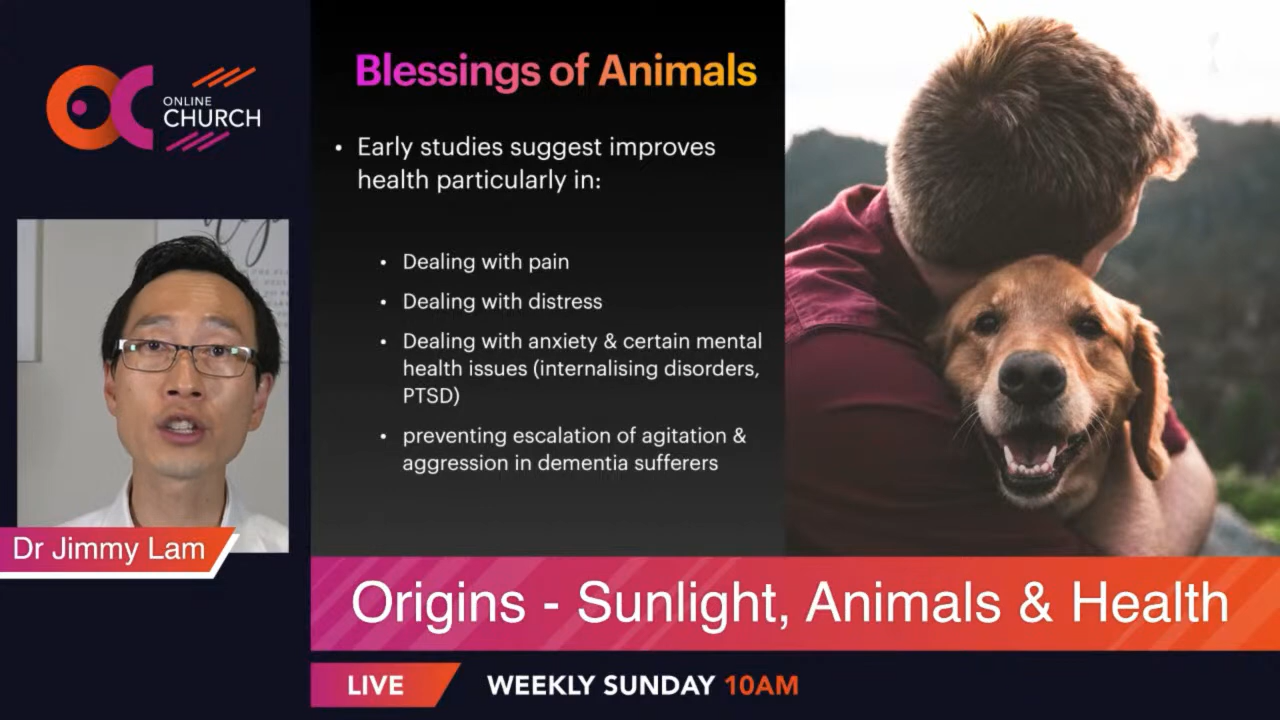 ONLINE
CHURCH
Dr Jimmy Lam
Blessings of Animals
• Early studies suggest improves
health particularly in:
• Dealing with pain
• Dealing with distress
• Dealing with anxiety & certain mental
health issues (internalising disorders,
PTSD)
• preventing escalation of agitation &
aggression in dementia sufferers
Origins - Sunlight, Animals & Health
LIVE
WEEKLY SUNDAY 10AM